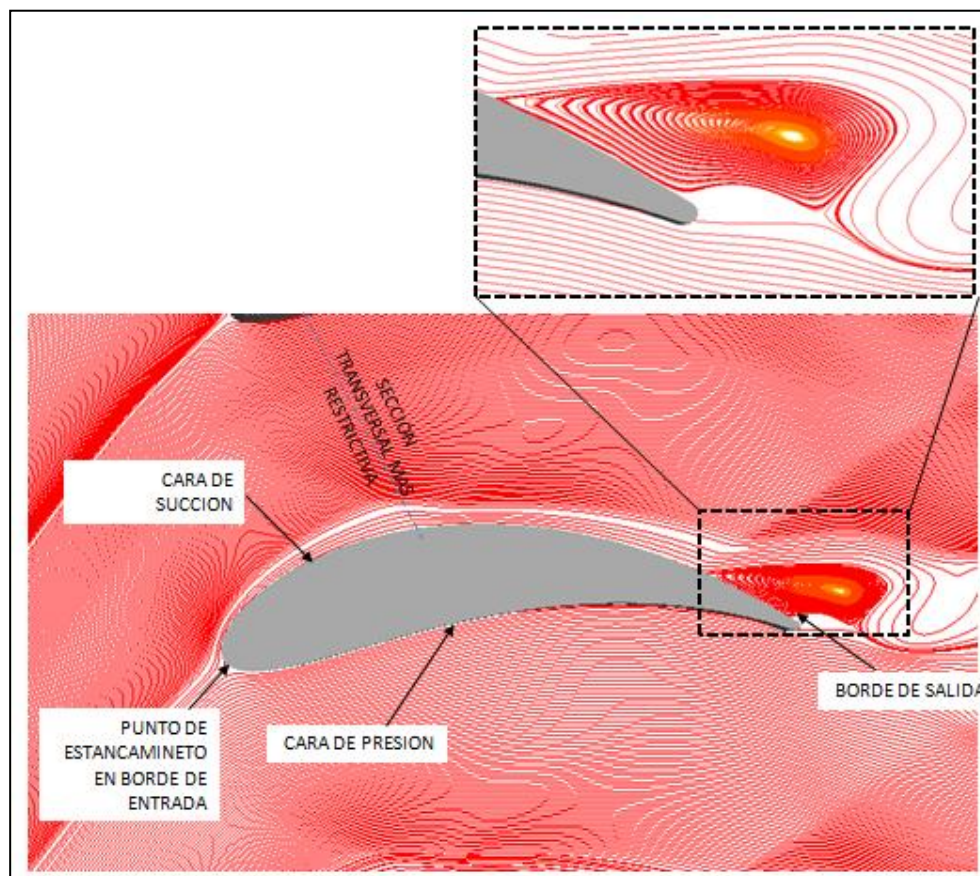 SECCIÓN
TRANSVERSAL MAS
RESTRICTIVA
CARA DE
SUCCION
PUNTO DE
ESTANCAMINETO
EN BORDE DE
ENTRADA
CARA DE PRESION
BORDE DE SALIDA